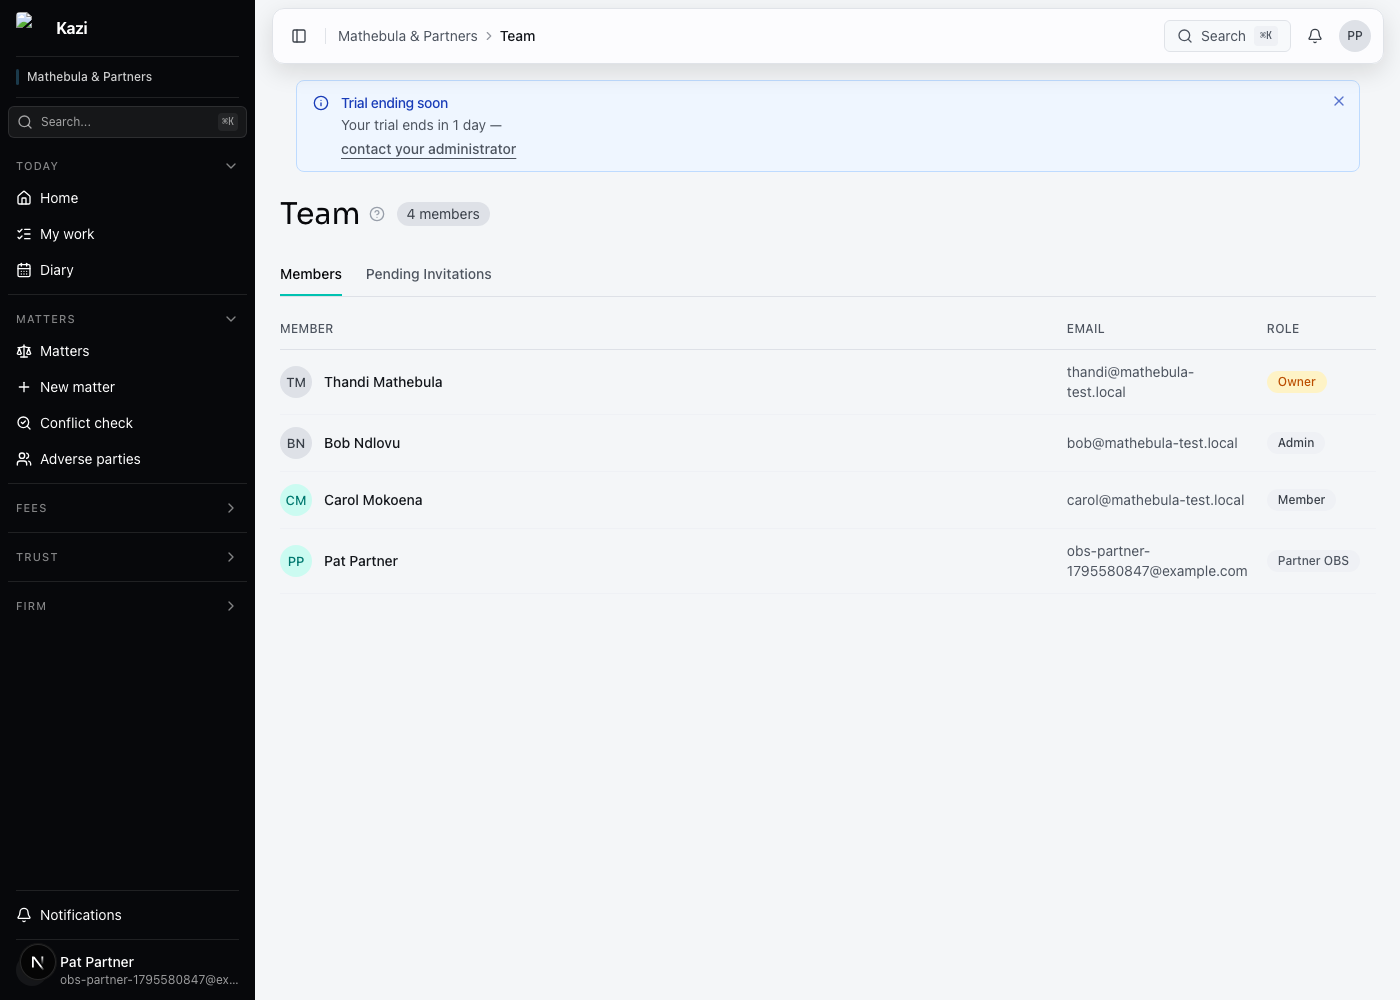 Kazi
Mathebula & Partners
Search...
⌘K
TODAY
Home
My work
Diary
MATTERS
Matters
New matter
Conflict check
Adverse parties
FEES
TRUST
FIRM
Notifications
N
Pat Partner
obs-partner-1795580847@ex...
Mathebula & Partners > Team
Search ⌘K
PP
Trial ending soon
Your trial ends in 1 day —
contact your administrator
Team
4 members
Members Pending Invitations
MEMBER EMAIL ROLE
TM Thandi Mathebula thandi@mathebula-
test.local Owner
BN Bob Ndlovu bob@mathebula-test.local Admin
CM Carol Mokoena carol@mathebula-test.local Member
PP Pat Partner obs-partner-
1795580847@example.com Partner OBS